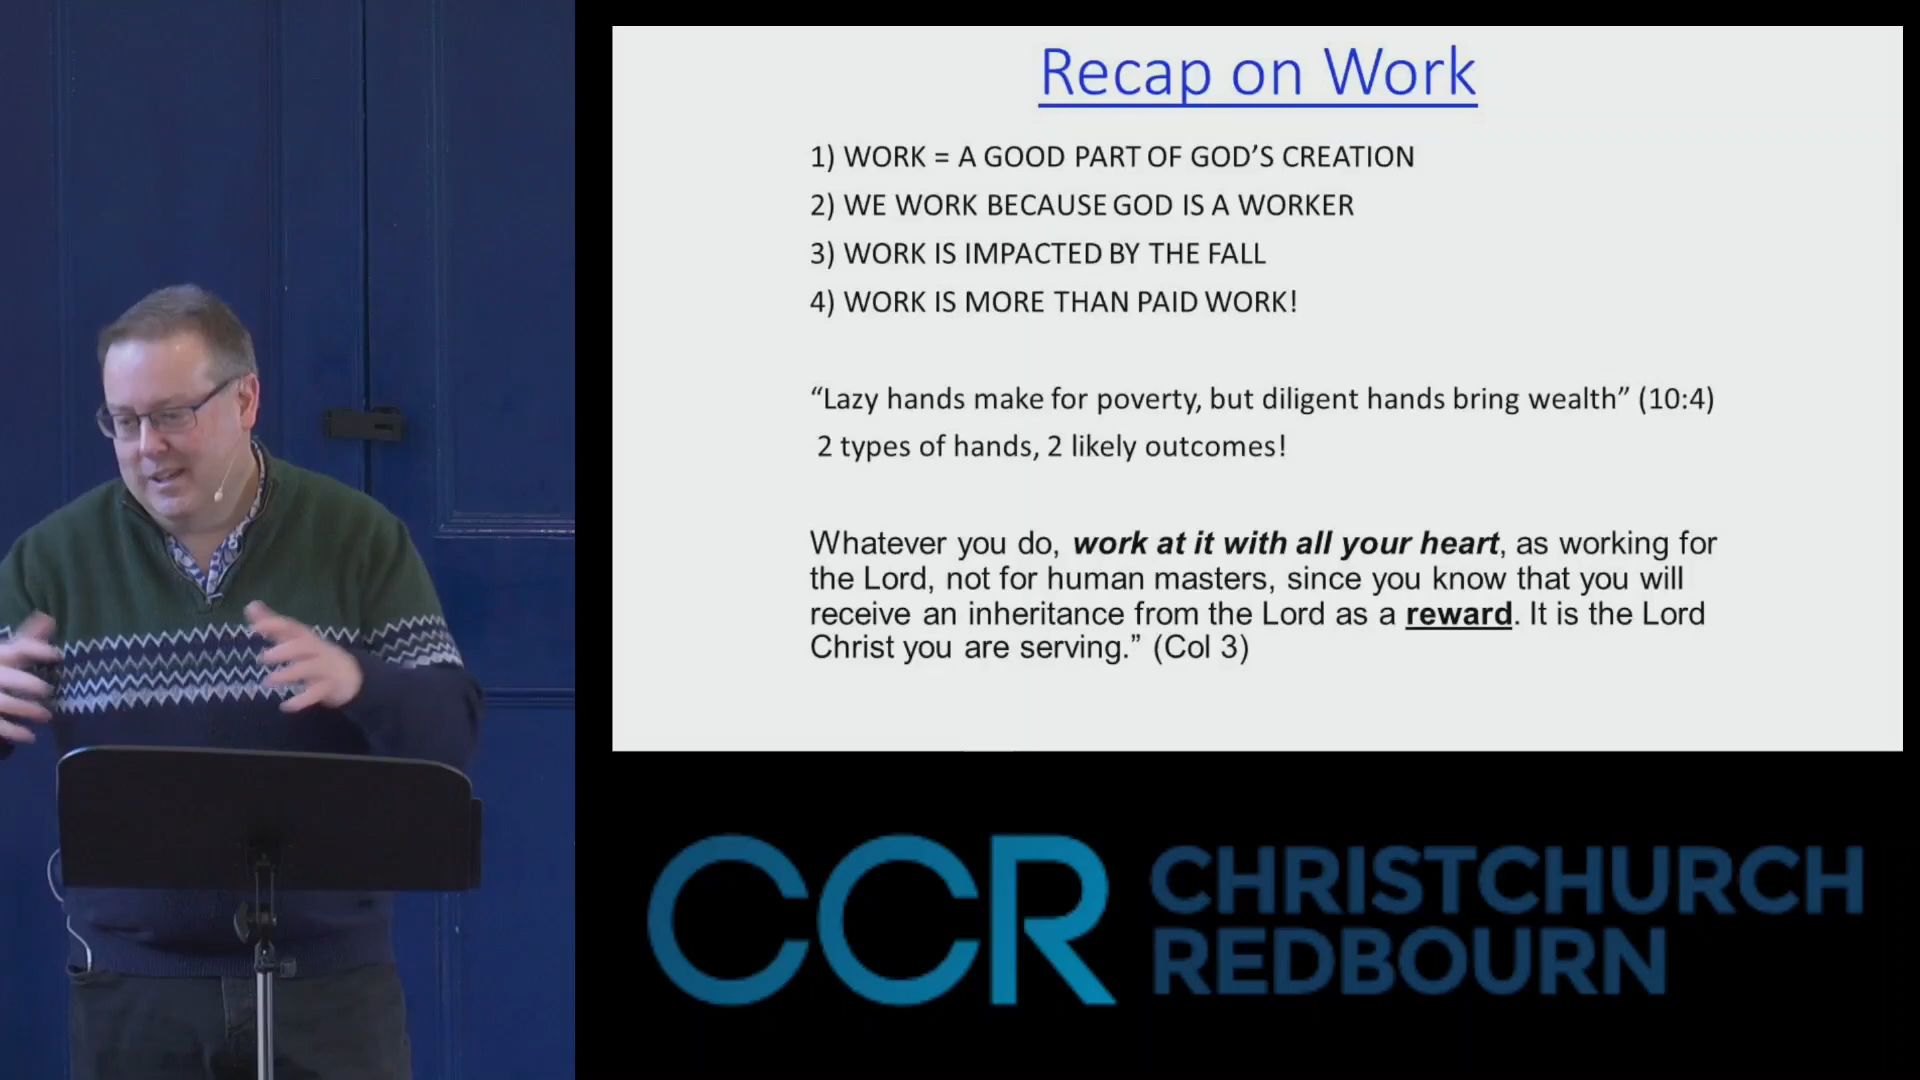 Recap on Work
1) WORK = A GOOD PART OF GOD’S CREATION
2) WE WORK BECAUSE GOD IS A WORKER
3) WORK IS IMPACTED BY THE FALL
4) WORK IS MORE THAN PAID WORK!
“Lazy hands make for poverty, but diligent hands bring wealth” (10:4)
2 types of hands, 2 likely outcomes!
Whatever you do, work at it with all your heart, as working for
the Lord, not for human masters, since you know that you will
receive an inheritance from the Lord as a reward. It is the Lord
Christ you are serving.” (Col 3)
CCR CHRISTCHURCH
REDBOURN